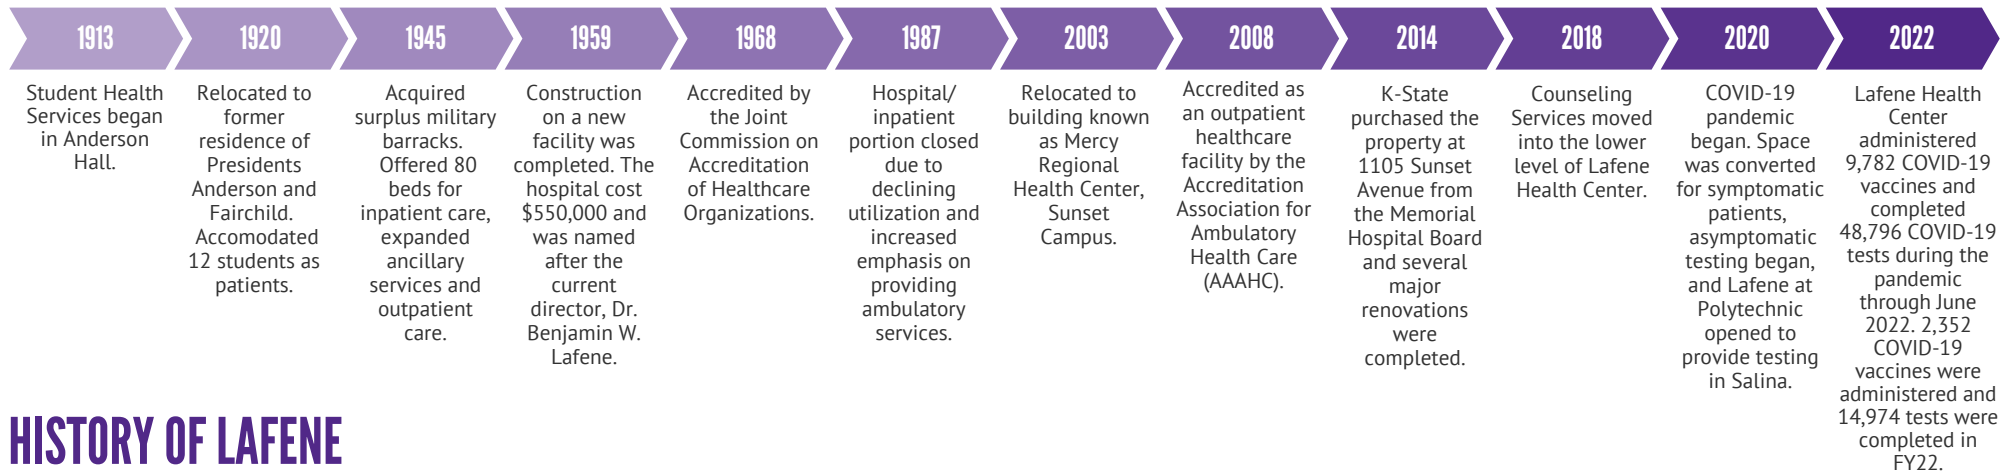 1913
Student Health
Services began
in Anderson
Hall.
1920
Relocated to
former
residence of
Presidents
Anderson and
Fairchild.
Accomodated
12 students as
patients.
1945
Acquired
surplus military
barracks.
Offered 80
beds for
inpatient care,
expanded
ancillary
services and
outpatient
care.
1959
Construction
on a new
facility was
completed. The
hospital cost
$550,000 and
was named
after the
current
director, Dr.
Benjamin W.
Lafene.
1968
Accredited by
the Joint
Commission on
Accreditation
of Healthcare
Organizations.
1987
Hospital/
inpatient
portion closed
due to
declining
utilization and
increased
emphasis on
providing
ambulatory
services.
2003
Relocated to
building known
as Mercy
Regional
Health Center,
Sunset
Campus.
2008
Accredited as
an outpatient
healthcare
facility by the
Accreditation
Association for
Ambulatory
Health Care
(AAAHC).
2014
K-State
purchased the
property at
1105 Sunset
Avenue from
the Memorial
Hospital Board
and several
major
renovations
were
completed.
2018
Counseling
Services moved
into the lower
level of Lafene
Health Center.
2020
COVID-19
pandemic
began. Space
was converted
for symptomatic
patients,
asymptomatic
testing began,
and Lafene at
Polytechnic
opened to
provide testing
in Salina.
2022
Lafene Health
Center
administered
9,782 COVID-19
vaccines and
completed
48,796 COVID-19
tests during the
pandemic
through June
2022. 2,352
COVID-19
vaccines were
administered and
14,974 tests were
completed in
FY22.
HISTORY OF LAFENE